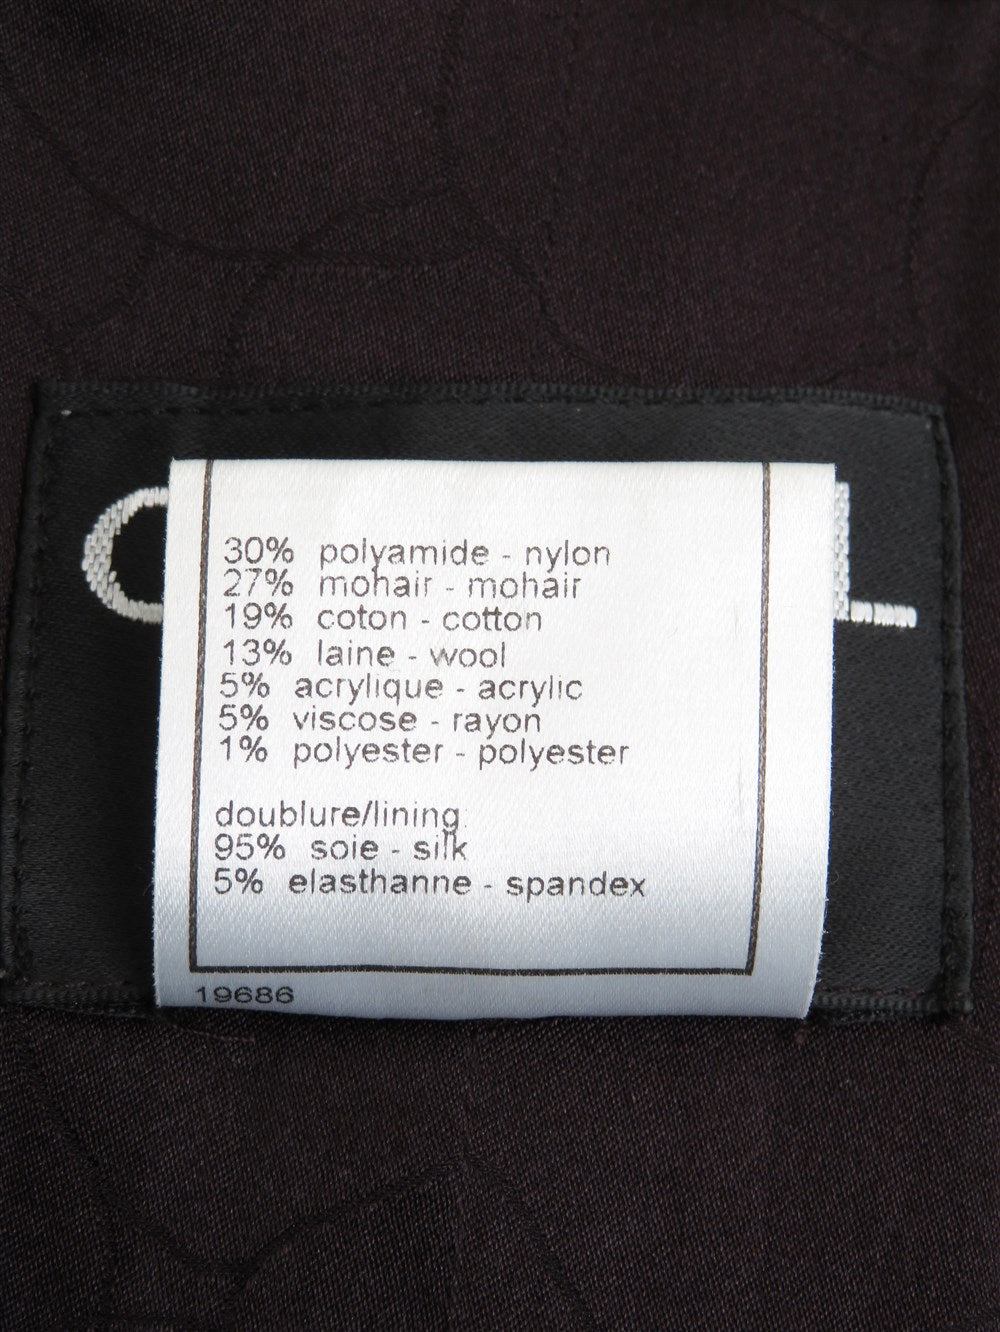 30% polyamide - nylon
27% mohair - mohair
19% coton - cotton
13% laine - wool
5% acrylique - acrylic
5% viscose - rayon
1% polyester - polyester
doublure/lining:
95% soie - silk
5% elasthanne - spandex
19686